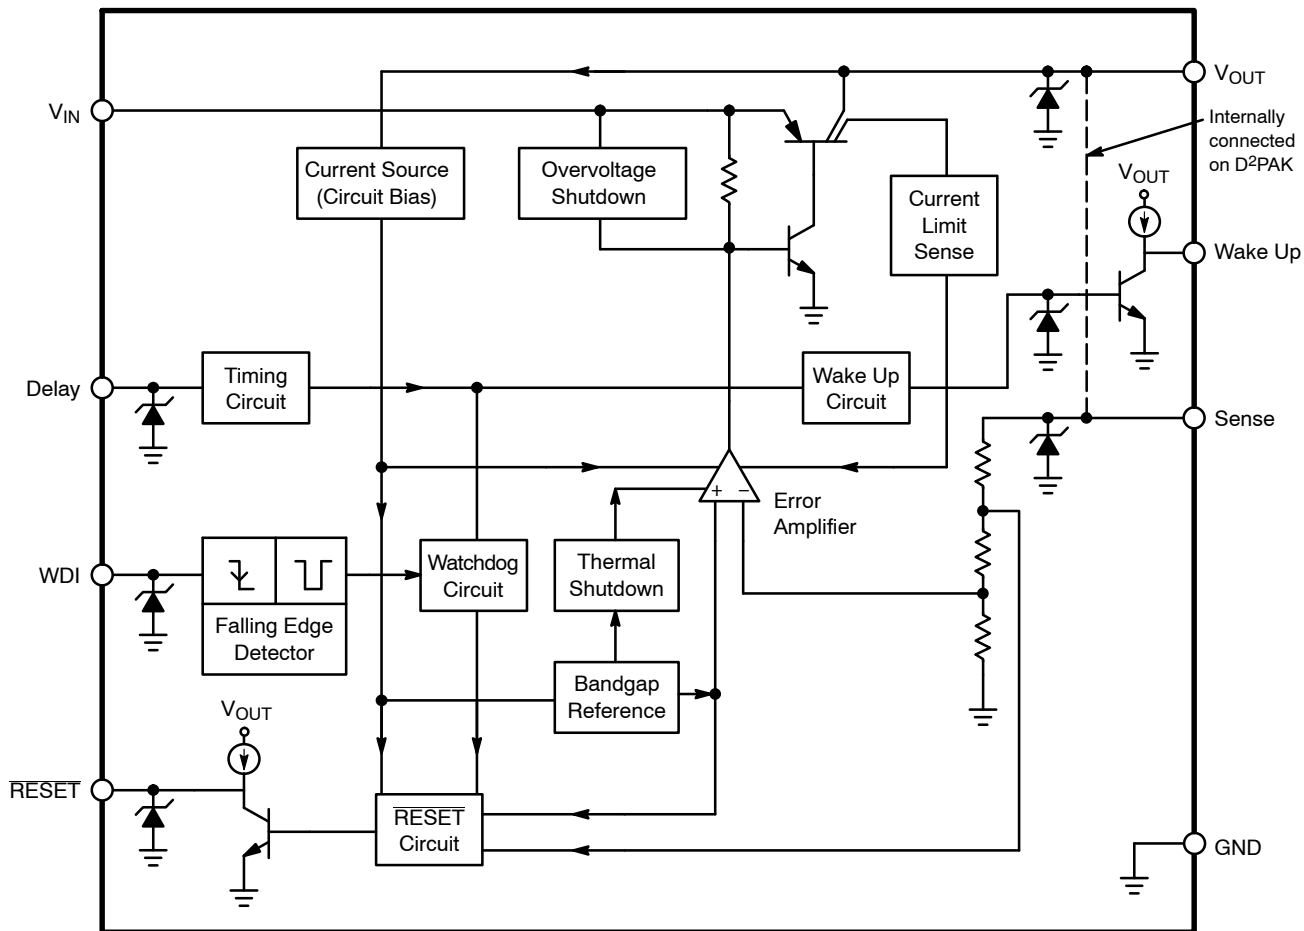 VOUT
VIN
Internally
connected
on D2PAK
Current Source
(Circuit Bias)
Overvoltage
Shutdown
VOUT
Current
Limit
Sense
Wake Up
Delay
Timing
Circuit
Wake Up
Circuit
Sense
+ −
Error
Amplifier
WDI
Watchdog
Circuit
Thermal
Shutdown
Falling Edge
Detector
Bandgap
Reference
VOUT
RESET
RESET
Circuit
GND